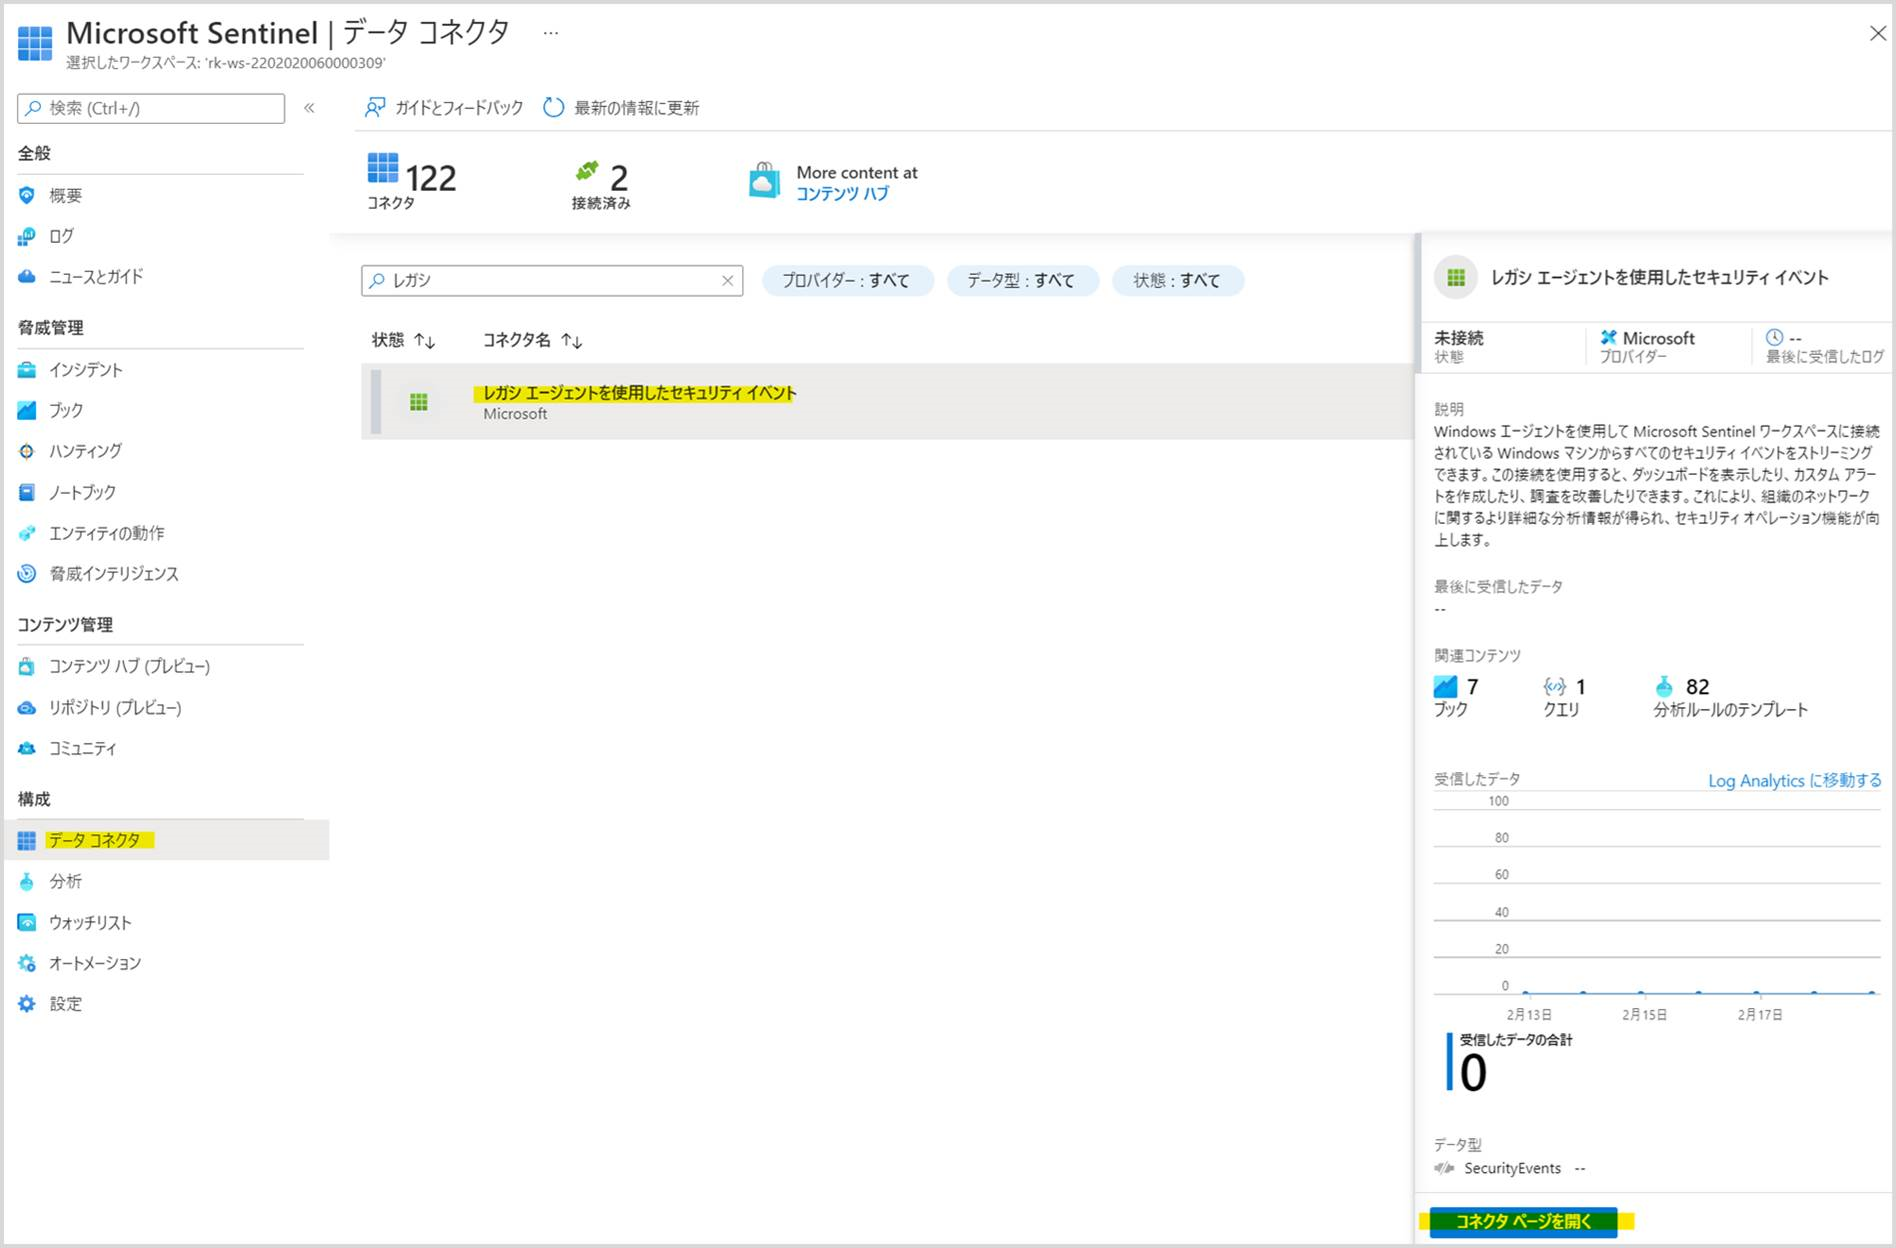 Microsoft Sentinel | データ コネクタ ...
選択したワークスペース: 'rk-ws-2202020060000309'
検索 (Ctrl+/)
«
全般
概要
ログ
ニュースとガイド
脅威管理
インシデント
ブック
ハンティング
ノートブック
エンティティの動作
脅威インテリジェンス
コンテンツ管理
コンテンツ ハブ (プレビュー)
リポジトリ (プレビュー)
コミュニティ
構成
データ コネクタ
分析
ウォッチリスト
オートメーション
設定
ガイドとフィードバック
最新の情報に更新
122
コネクタ
2
接続済み
More content at
コンテンツ ハブ
レガシ
プロバイダー : すべて
データ型 : すべて
状態 : すべて
状態 ↑↓
コネクタ名 ↑↓
レガシ エージェントを使用したセキュリティ イベント
Microsoft
レガシ エージェントを使用したセキュリティ イベント
未接続
状態
Microsoft
プロバイダー
--
最後に受信したログ
説明
Windows エージェントを使用して Microsoft Sentinel ワークスペースに接続
されている Windows マシンからすべてのセキュリティ イベントをストリーミング
できます。この接続を使用すると、ダッシュボードを表示したり、カスタム アラー
トを作成したり、調査を改善したりできます。これにより、組織のネットワーク
に関するより詳細な分析情報が得られ、セキュリティ オペレーション機能が向
上します。
最後に受信したデータ
--
関連コンテンツ
7
ブック
1
クエリ
82
分析ルールのテンプレート
受信したデータ
Log Analytics に移動する
100
80
60
40
20
0
2月13日
2月15日
2月17日
受信したデータの合計
0
データ型
SecurityEvents --
コネクタ ページを開く